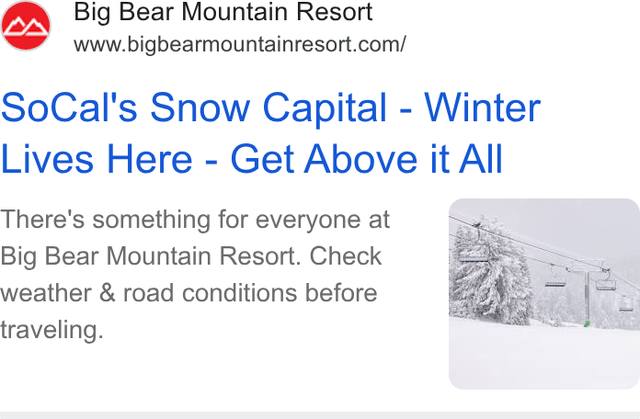 Big Bear Mountain Resort
www.bigbearmountainresort.com/
SoCal's Snow Capital - Winter
Lives Here - Get Above it All
There's something for everyone at
Big Bear Mountain Resort. Check
weather & road conditions before
traveling.